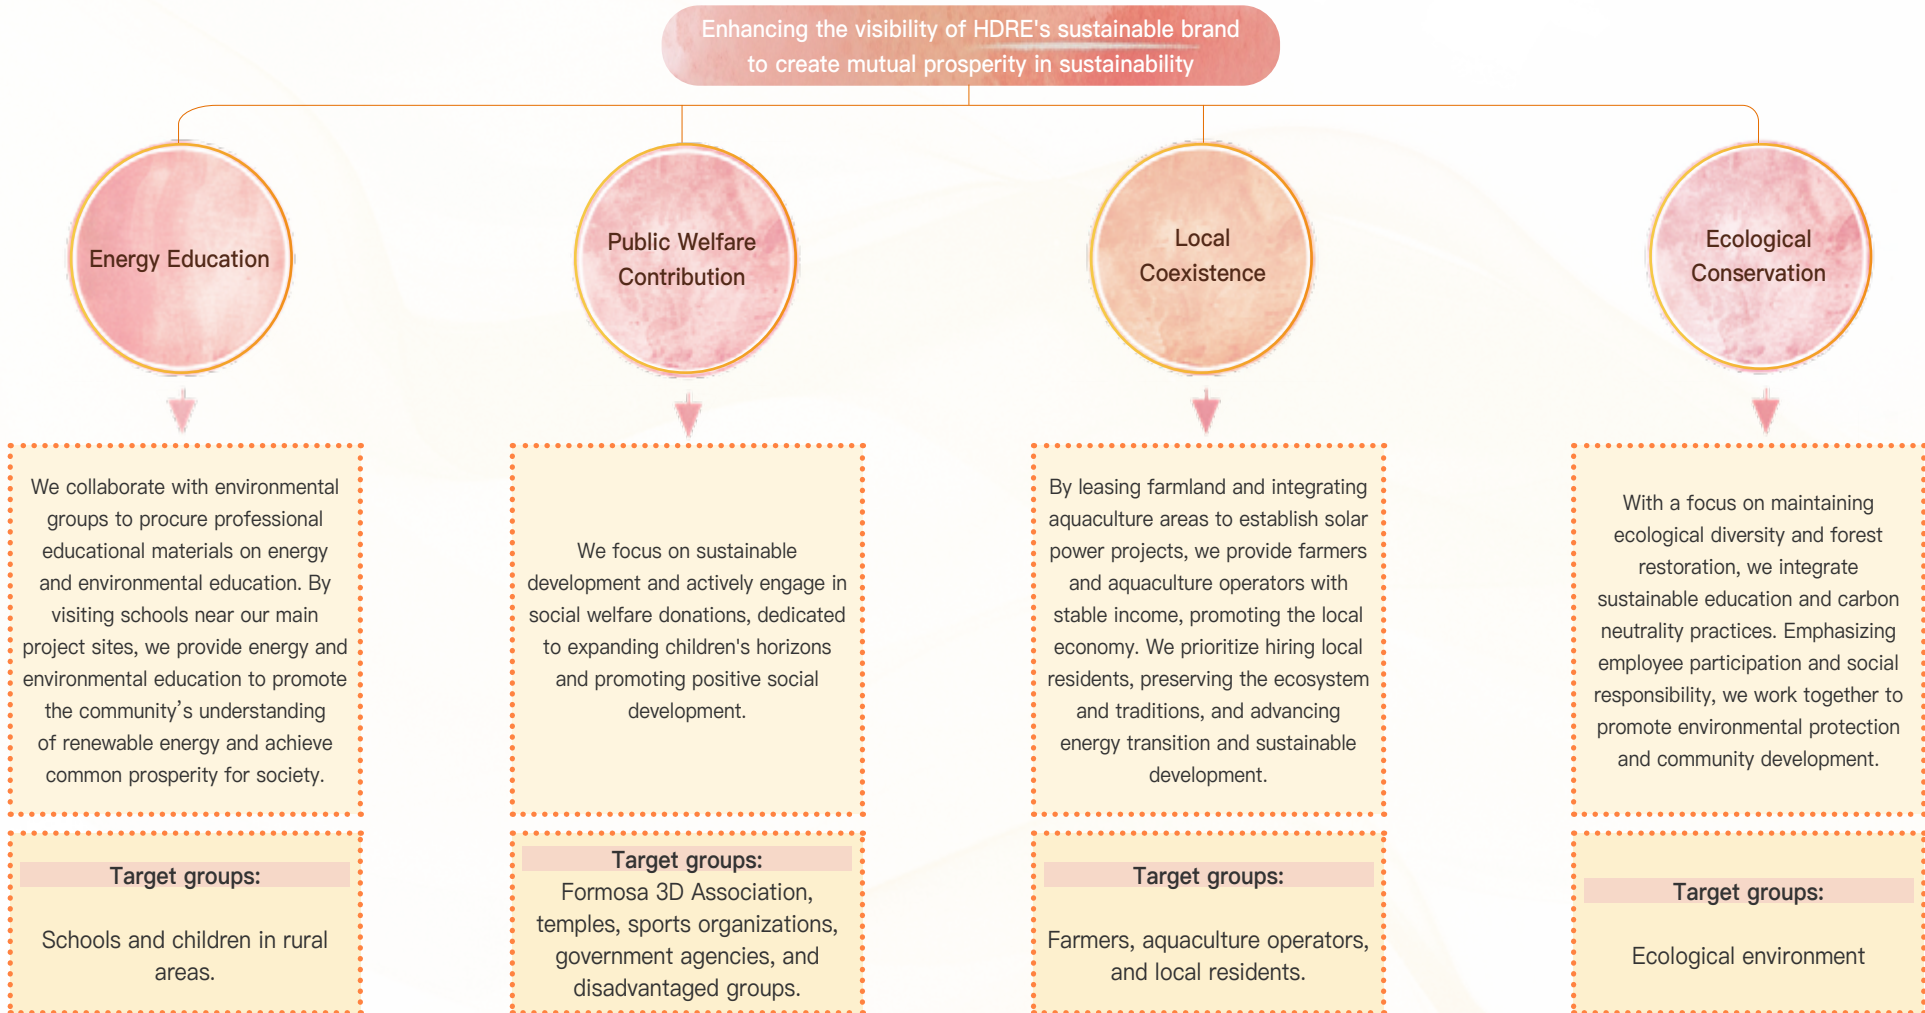 Enhancing the visibility of HDRE's sustainable brand
to create mutual prosperity in sustainability
Energy Education
We collaborate with environmental
groups to procure professional
educational materials on energy
and environmental education. By
visiting schools near our main
project sites, we provide energy and
environmental education to promote
the community’s understanding
of renewable energy and achieve
common prosperity for society.
Target groups:
Schools and children in rural
areas.
Public Welfare
Contribution
We focus on sustainable
development and actively engage in
social welfare donations, dedicated
to expanding children's horizons
and promoting positive social
development.
Target groups:
Formosa 3D Association,
temples, sports organizations,
government agencies, and
disadvantaged groups.
Local
Coexistence
By leasing farmland and integrating
aquaculture areas to establish solar
power projects, we provide farmers
and aquaculture operators with
stable income, promoting the local
economy. We prioritize hiring local
residents, preserving the ecosystem
and traditions, and advancing
energy transition and sustainable
development.
Target groups:
Farmers, aquaculture operators,
and local residents.
Ecological
Conservation
With a focus on maintaining
ecological diversity and forest
restoration, we integrate
sustainable education and carbon
neutrality practices. Emphasizing
employee participation and social
responsibility, we work together to
promote environmental protection
and community development.
Target groups:
Ecological environment